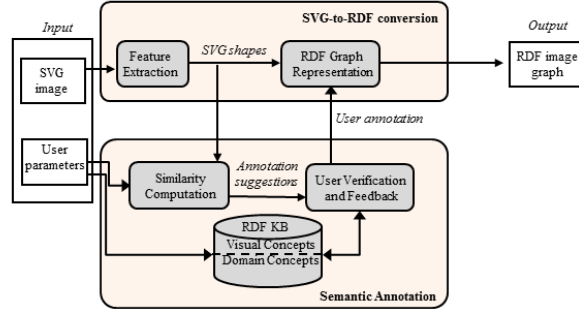 Input
SVG-to-RDF conversion
Output
SVG
image
Feature
Extraction
SVG shapes
RDF Graph
Representation
RDF image
graph
User annotation
User
parameters
Similarity
Computation
Annotation
suggestions
User Verification
and Feedback
RDF KB
Visual Concepts
Domain Concepts
Semantic Annotation